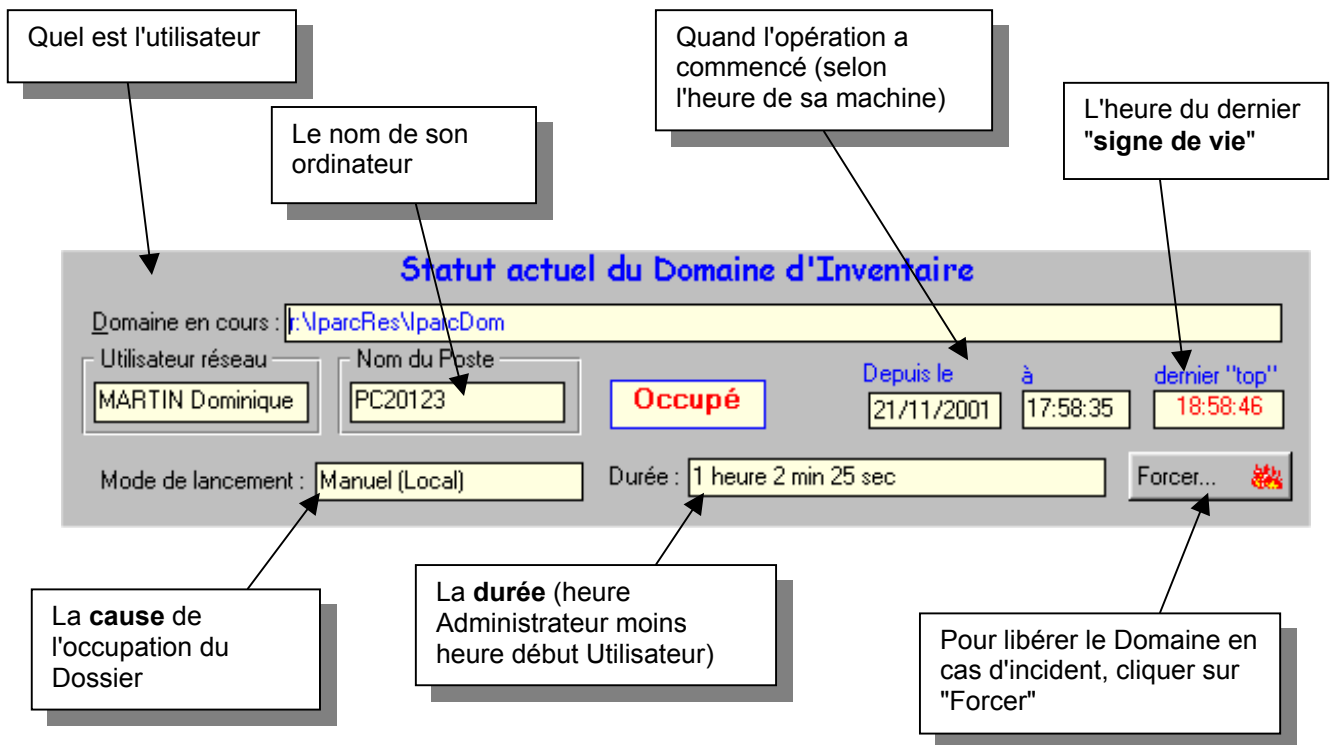 Quel est l'utilisateur
Quand l'opération a
commencé (selon
l'heure de sa machine)
L'heure du dernier
"signe de vie"
Le nom de son
ordinateur
Statut actuel du Domaine d'Inventaire
Domaine en cours : r:\IparcRes\IparcDom
Utilisateur réseau
Nom du Poste
Depuis le
à
dernier "top"
MARTIN Dominique
PC20123
Occupé
21/11/2001
17:58:35
18:58:46
Mode de lancement : Manuel (Local)
Durée : 1 heure 2 min 25 sec
Forcer...
La cause de
l'occupation du
Dossier
La durée (heure
Administrateur moins
heure début Utilisateur)
Pour libérer le Domaine en
cas d'incident, cliquer sur
"Forcer"